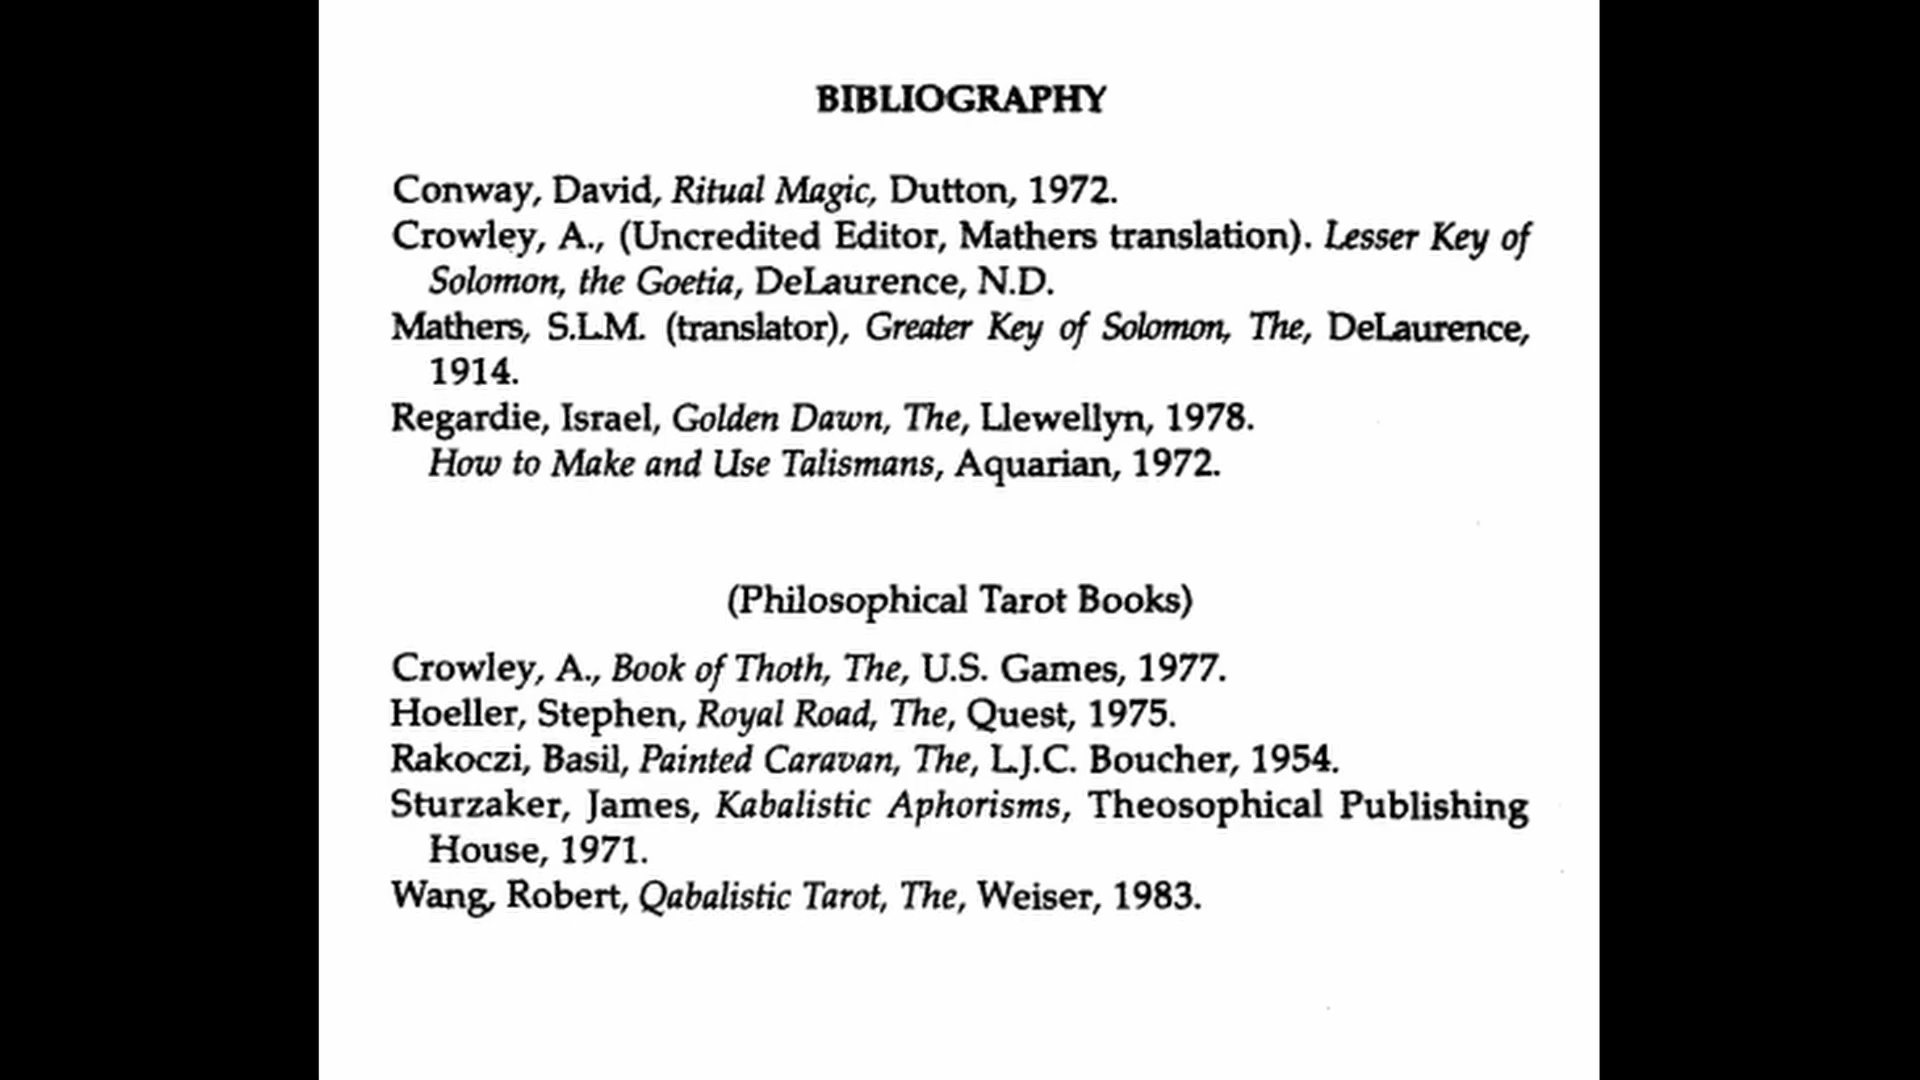 BIBLIOGRAPHY
Conway, David, Ritual Magic, Dutton, 1972.
Crowley, A., (Uncredited Editor, Mathers translation). Lesser Key of
Solomon, the Goetia, DeLaurence, N.D.
Mathers, S.L.M. (translator), Greater Key of Solomon, The, DeLaurence,
1914.
Regardie, Israel, Golden Dawn, The, Llewellyn, 1978.
How to Make and Use Talismans, Aquarian, 1972.
(Philosophical Tarot Books)
Crowley, A., Book of Thoth, The, U.S. Games, 1977.
Hoeller, Stephen, Royal Road, The, Quest, 1975.
Rakoczi, Basil, Painted Caravan, The, L.J.C. Boucher, 1954.
Sturzaker, James, Kabalistic Aphorisms, Theosophical Publishing
House, 1971.
Wang, Robert, Qabalistic Tarot, The, Weiser, 1983.